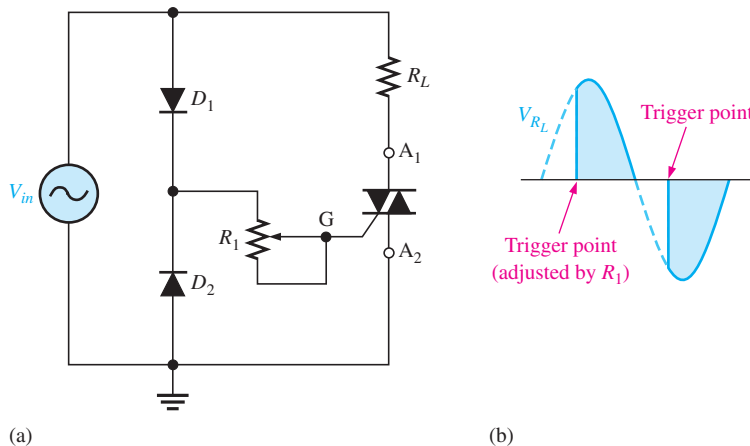 D1
RL
A1
Vin
R1
G
A2
D2
(a)
VRL
Trigger point
Trigger point
(adjusted by R1)
(b)